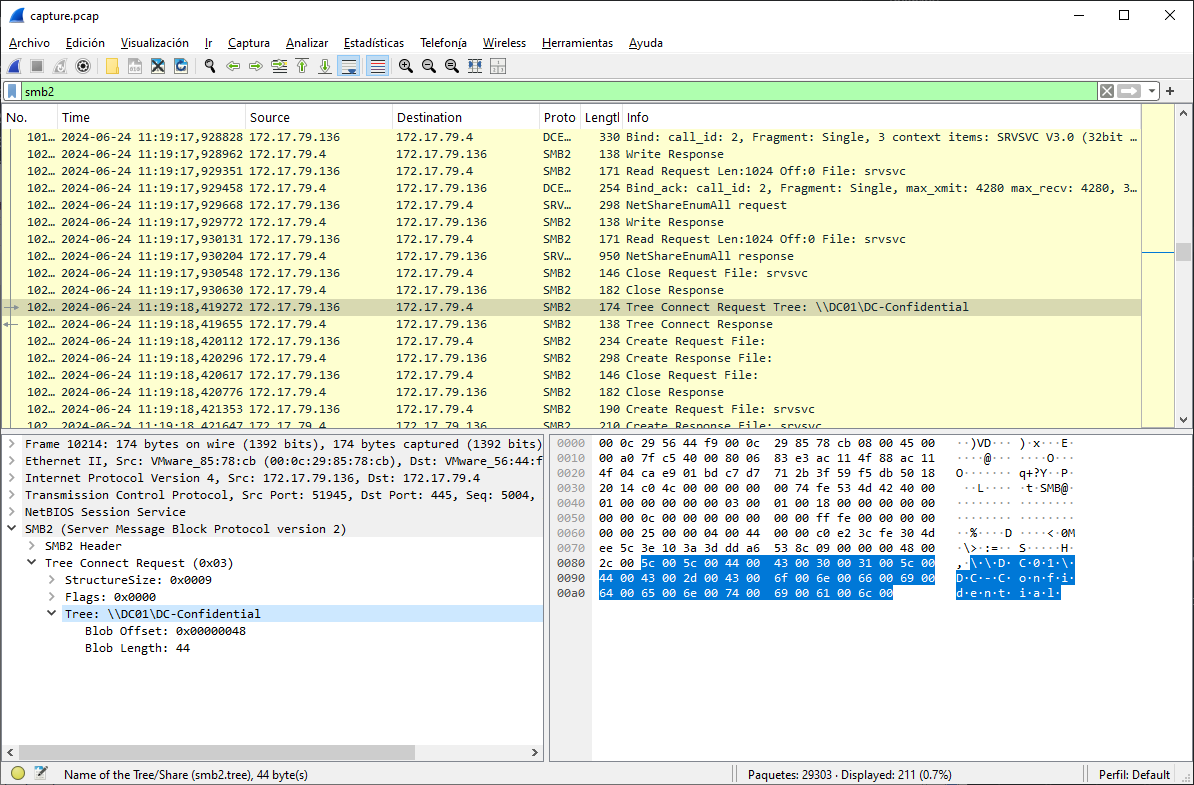 capture.pcap
Archivo Edición Visualización Ir Captura Analizar Estadísticas Telefonía Wireless Herramientas Ayuda
smb2
No. Time Source Destination Proto Lengtl Info
101… 2024-06-24 11:19:17,928828 172.17.79.136 172.17.79.4 DCE… 330 Bind: call_id: 2, Fragment: Single, 3 context items: SRVSVC V3.0 (32bit …
102… 2024-06-24 11:19:17,928962 172.17.79.4 172.17.79.136 SMB2 138 Write Response
102… 2024-06-24 11:19:17,929351 172.17.79.136 172.17.79.4 SMB2 171 Read Request Len:1024 Off:0 File: srvsvc
102… 2024-06-24 11:19:17,929458 172.17.79.4 172.17.79.136 DCE… 254 Bind_ack: call_id: 2, Fragment: Single, max_xmit: 4280 max_recv: 4280, 3…
102… 2024-06-24 11:19:17,929668 172.17.79.136 172.17.79.4 SRV… 298 NetShareEnumAll request
102… 2024-06-24 11:19:17,929772 172.17.79.4 172.17.79.136 SMB2 138 Write Response
102… 2024-06-24 11:19:17,930131 172.17.79.136 172.17.79.4 SMB2 171 Read Request Len:1024 Off:0 File: srvsvc
102… 2024-06-24 11:19:17,930204 172.17.79.4 172.17.79.136 SRV… 950 NetShareEnumAll response
102… 2024-06-24 11:19:17,930548 172.17.79.136 172.17.79.4 SMB2 146 Close Request File: srvsvc
102… 2024-06-24 11:19:17,930630 172.17.79.4 172.17.79.136 SMB2 182 Close Response
102… 2024-06-24 11:19:18,419272 172.17.79.136 172.17.79.4 SMB2 174 Tree Connect Request Tree: \\DC01\DC-Confidential
102… 2024-06-24 11:19:18,419655 172.17.79.4 172.17.79.136 SMB2 138 Tree Connect Response
102… 2024-06-24 11:19:18,420112 172.17.79.136 172.17.79.4 SMB2 234 Create Request File:
102… 2024-06-24 11:19:18,420296 172.17.79.4 172.17.79.136 SMB2 298 Create Response File:
102… 2024-06-24 11:19:18,420617 172.17.79.136 172.17.79.4 SMB2 146 Close Request File:
102… 2024-06-24 11:19:18,420776 172.17.79.4 172.17.79.136 SMB2 182 Close Response
102… 2024-06-24 11:19:18,421353 172.17.79.136 172.17.79.4 SMB2 190 Create Request File: srvsvc
102… 2024-06-24 11:19:18,421647 172.17.79.4 172.17.79.136 SMB2 210 Create Response File: srvsvc
Frame 10214: 174 bytes on wire (1392 bits), 174 bytes captured (1392 bits)
Ethernet II, Src: VMware_85:78:cb (00:0c:29:85:78:cb), Dst: VMware_56:44:f
Internet Protocol Version 4, Src: 172.17.79.136, Dst: 172.17.79.4
Transmission Control Protocol, Src Port: 51945, Dst Port: 445, Seq: 5004,
NetBIOS Session Service
SMB2 (Server Message Block Protocol version 2)
SMB2 Header
Tree Connect Request (0x03)
StructureSize: 0x0009
Flags: 0x0000
Tree: \\DC01\DC-Confidential
Blob Offset: 0x00000048
Blob Length: 44
0000 00 0c 29 56 44 f9 00 0c 29 85 78 cb 08 00 45 00 ··)VD···)·x···E·
0010 00 a0 7f c5 40 00 80 06 83 e3 ac 11 4f 88 ac 11 ····@·······O···
0020 4f 04 ca e9 01 bd c7 d7 71 2b 3f 59 f5 db 50 18 O·······q+?Y··P·
0030 20 14 c0 4c 00 00 00 00 00 74 fe 53 4d 42 40 00  ··L·····t·SMB@·
0040 01 00 00 00 00 00 03 00 01 00 18 00 00 00 00 00 ················
0050 00 00 0c 00 00 00 00 00 00 00 ff fe 00 00 00 00 ················
0060 00 00 25 00 00 04 00 44 00 00 c0 e2 3c fe 30 4d ··%····D····<·0M
0070 ee 5c 3e 10 3a 3d dd a6 53 8c 09 00 00 00 48 00 ·\>·:=··S·····H·
0080 2c 00 5c 00 5c 00 44 00 43 00 30 00 31 00 5c 00 ,·\·\·D·C·0·1·\·
0090 44 00 43 00 2d 00 43 00 6f 00 6e 00 66 00 69 00 D·C·-·C·o·n·f·i·
00a0 64 00 65 00 6e 00 74 00 69 00 61 00 6c 00 d·e·n·t·i·a·l·
Name of the Tree/Share (smb2.tree), 44 byte(s)
Paquetes: 29303 · Displayed: 211 (0.7%)
Perfil: Default